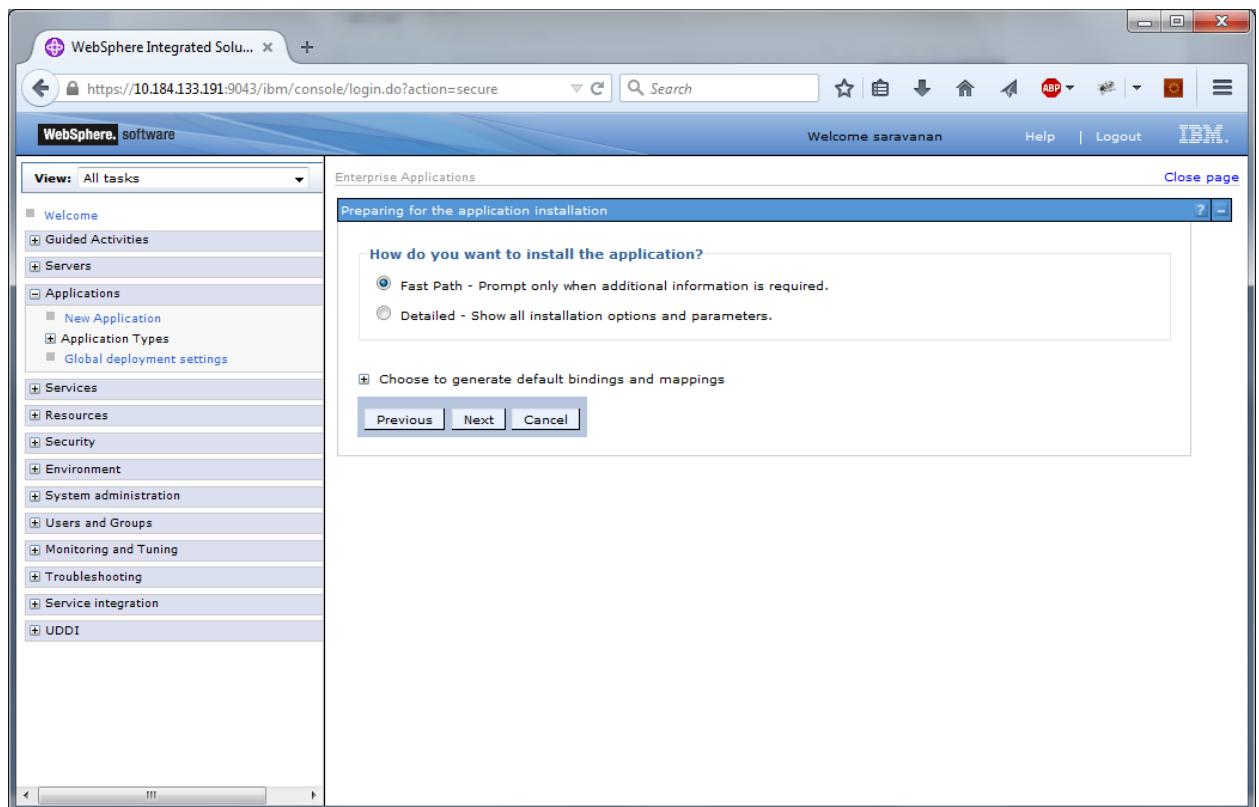 WebSphere Integrated Solu...
https://10.184.133.191:9043/ibm/console/login.do?action=secure
Search
ABP
WebSphere. software
Welcome saravanan
Help | Logout
IBM.
View: All tasks
Welcome
Guided Activities
Servers
Applications
New Application
Application Types
Global deployment settings
Services
Resources
Security
Environment
System administration
Users and Groups
Monitoring and Tuning
Troubleshooting
Service integration
UDDI
Enterprise Applications
Close page
Preparing for the application installation
?
How do you want to install the application?
Fast Path - Prompt only when additional information is required.
Detailed - Show all installation options and parameters.
Choose to generate default bindings and mappings
Previous
Next
Cancel